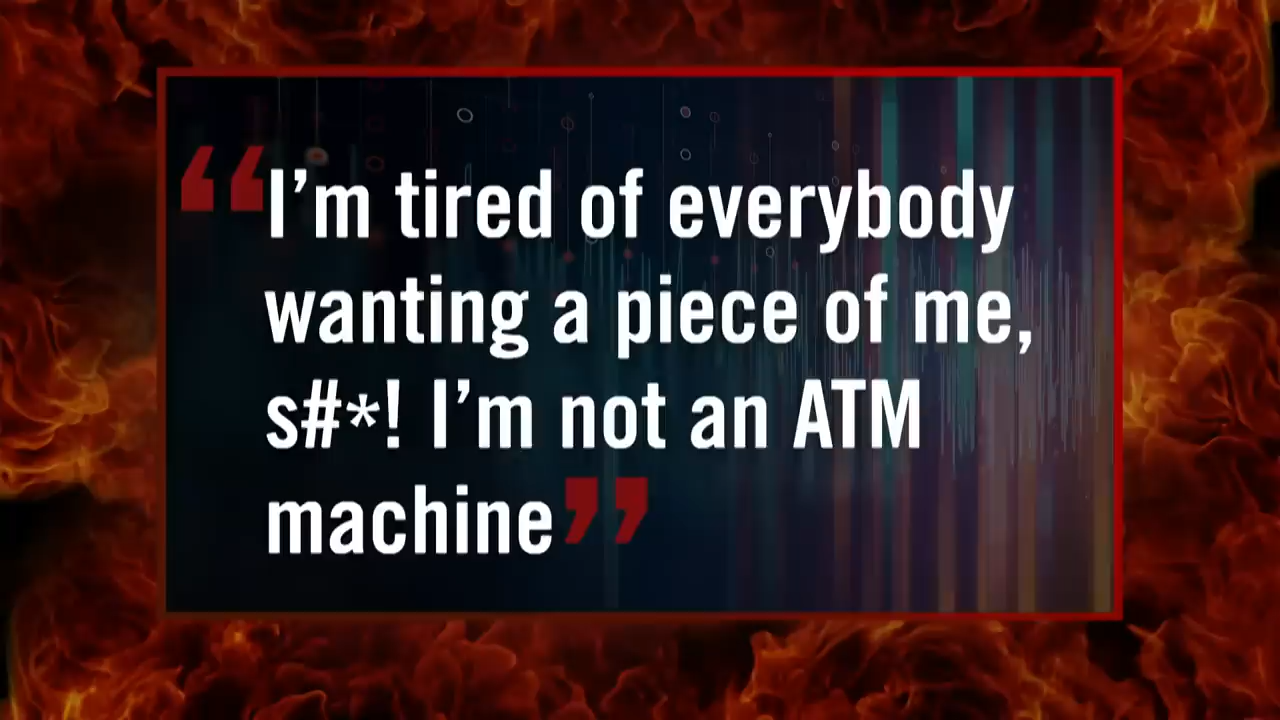 “I’m tired of everybody
wanting a piece of me,
s#*! I’m not an ATM
machine”